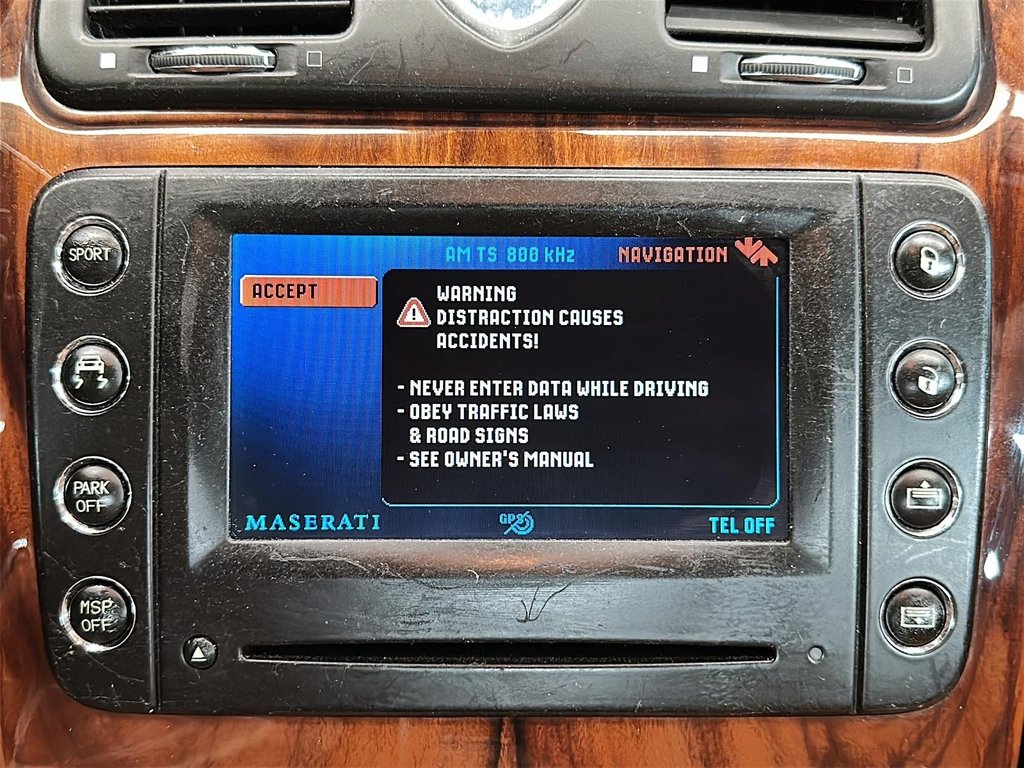 SPORT
PARK
OFF
MSP
OFF
AM TS 800 kHz NAVIGATION
ACCEPT
WARNING
DISTRACTION CAUSES
ACCIDENTS!
- NEVER ENTER DATA WHILE DRIVING
- OBEY TRAFFIC LAWS
& ROAD SIGNS
- SEE OWNER'S MANUAL
MASERATI GPS TEL OFF